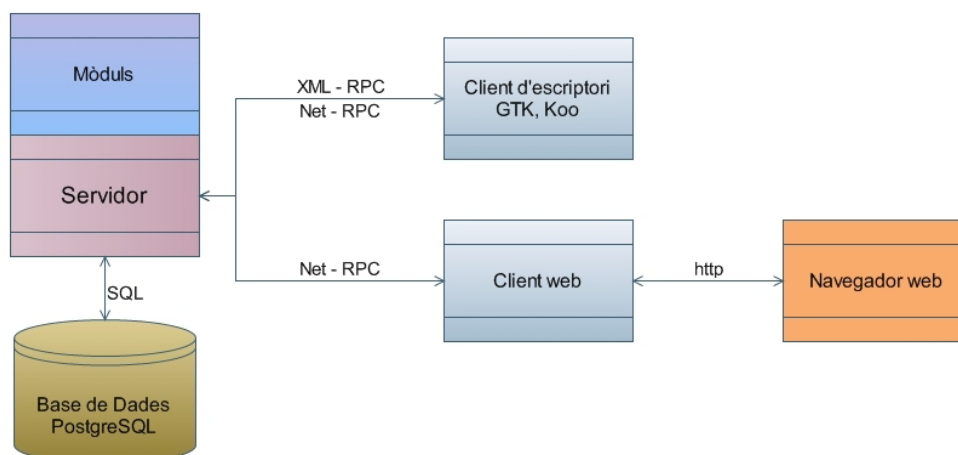 Mòduls
Servidor
SQL
Base de Dades
PostgreSQL
XML - RPC
Net - RPC
Client d'escriptori
GTK, Koo
Net - RPC
Client web
http
Navegador web